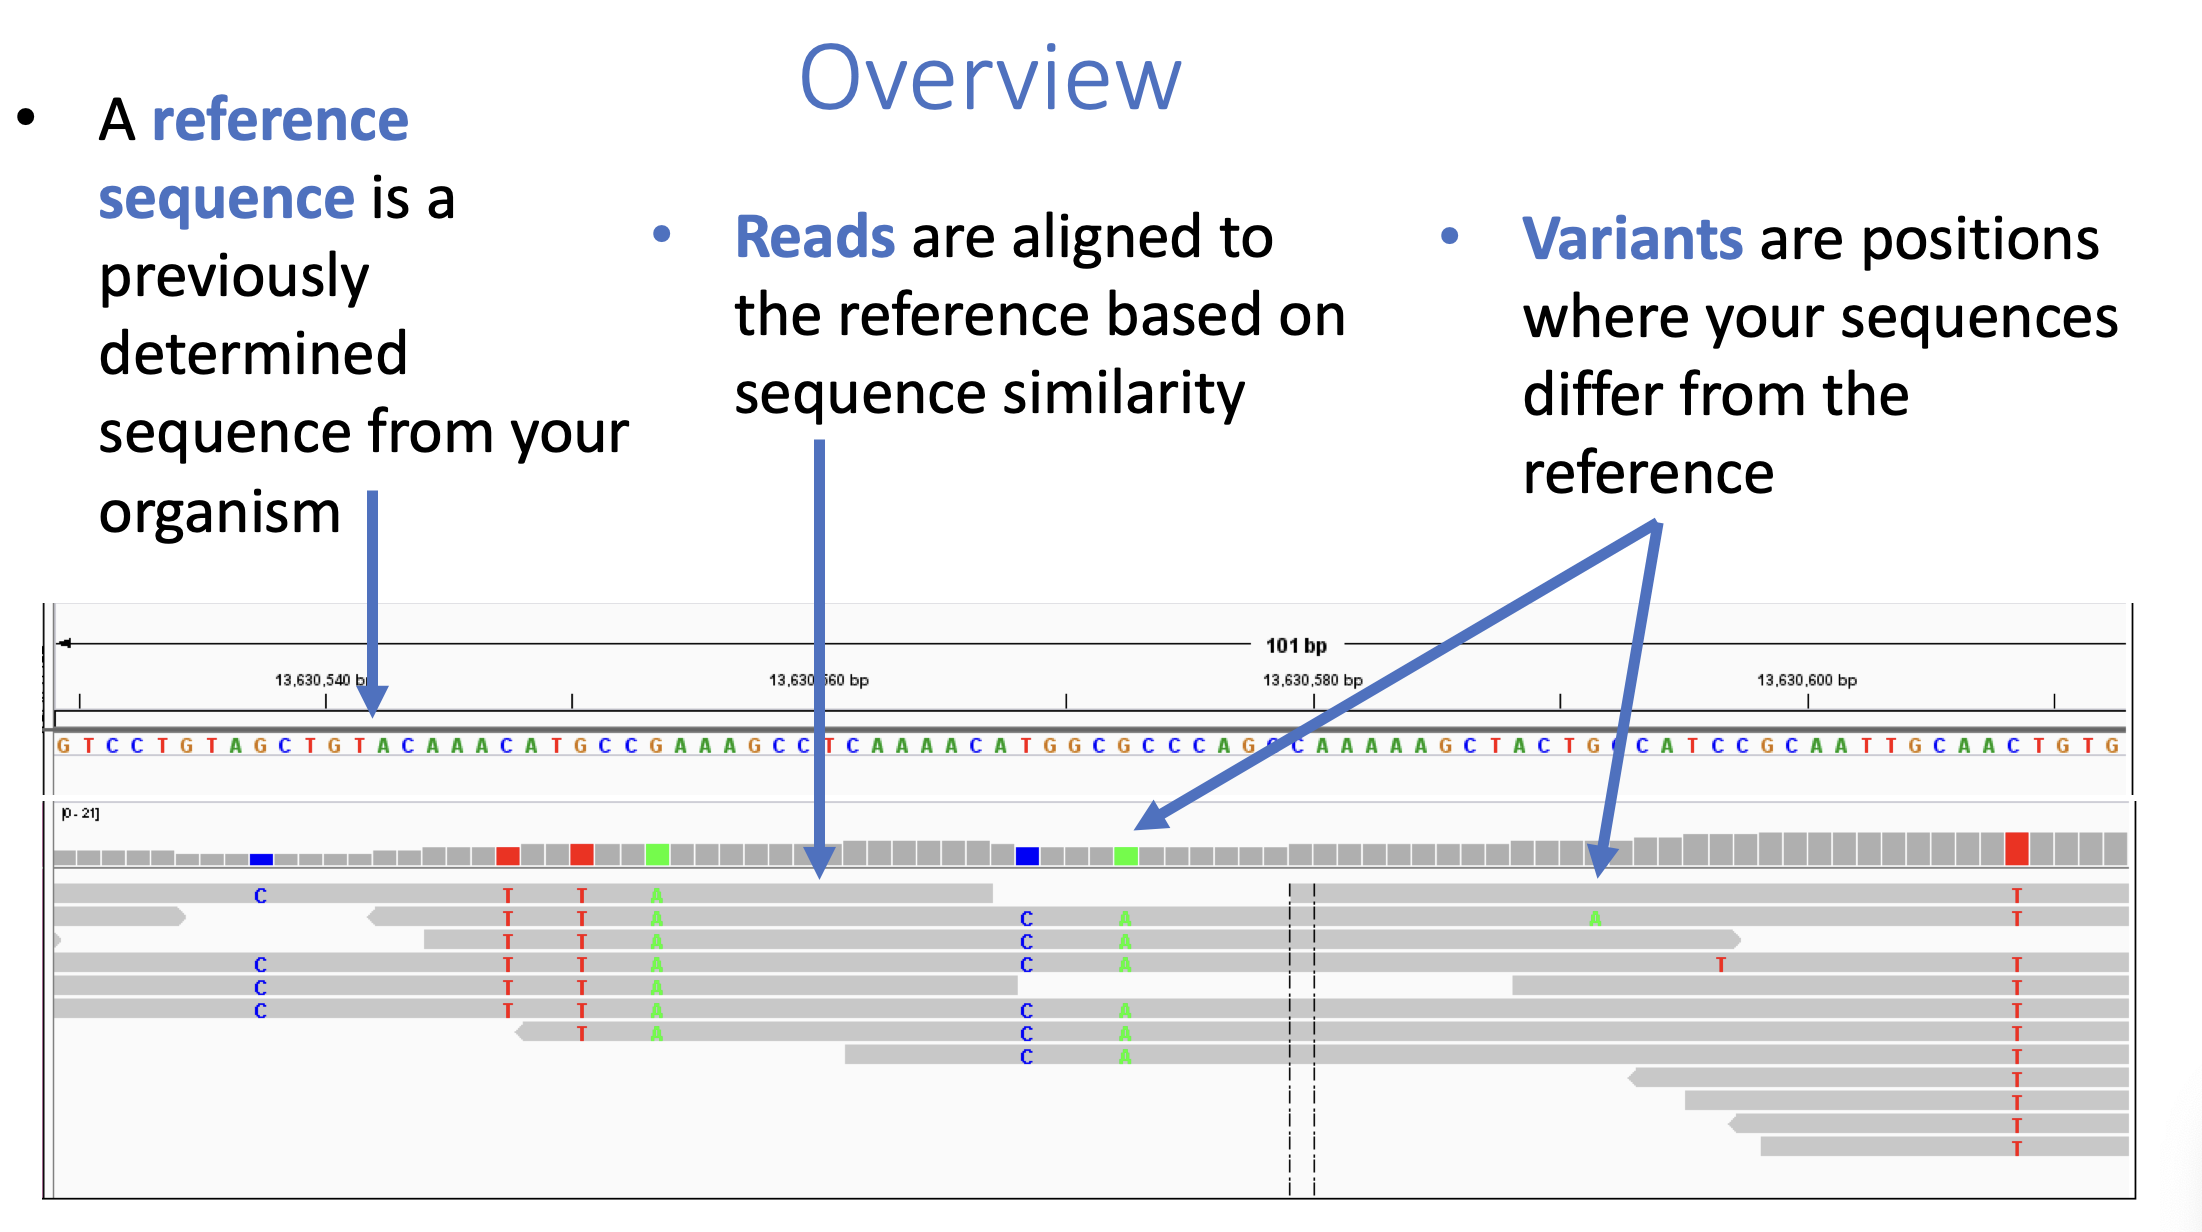 Overview
• A reference
sequence is a
previously
determined
sequence from your
organism
• Reads are aligned to
the reference based on
sequence similarity
• Variants are positions
where your sequences
differ from the
reference
101 bp
13,630,540 bp 13,630,560 bp 13,630,580 bp 13,630,600 bp
G T C C T G T A G C T G T A C A A A C A T G C C G A A A G C C T C A A A A C A T G G C G C C C A G C C A A A A A G C T A C T G C C A T C C G C A A T T G C A A C T G T G
[0 - 21]
C T T A T
T T A C A A T
T T A C A
C T T A C A T T
C T T A T
C T T A C A T
T A C A T
C A T
T
T
T
T